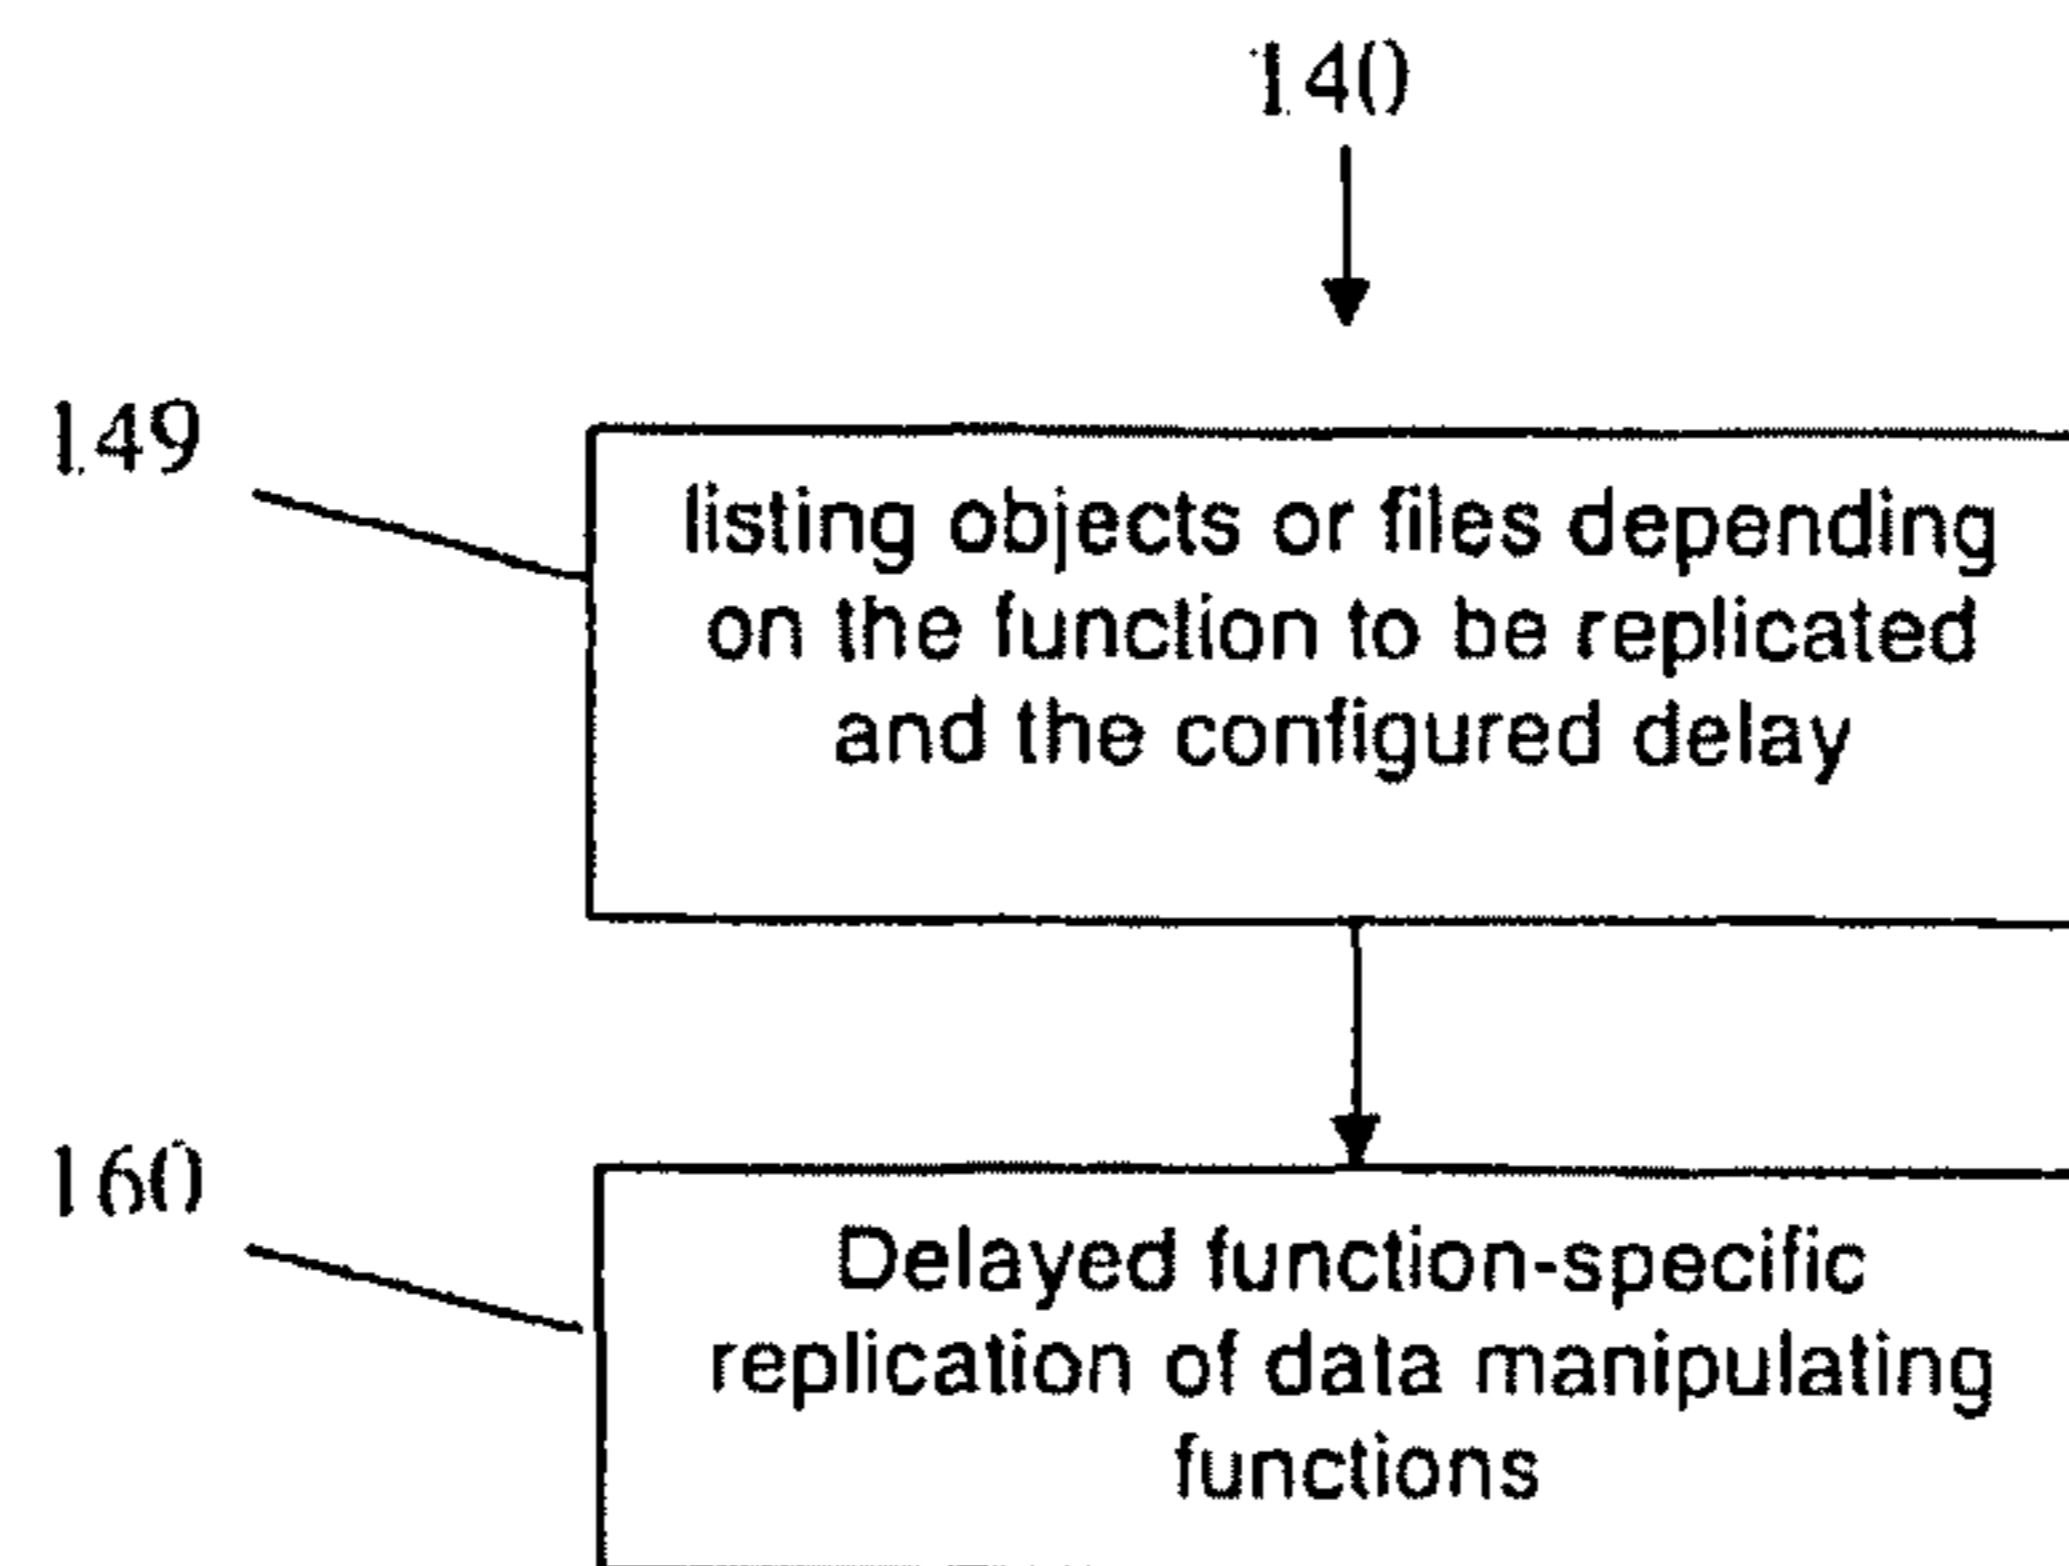 140
149
listing objects or files depending
on the function to be replicated
and the configured delay
160
Delayed function-specific
replication of data manipulating
functions